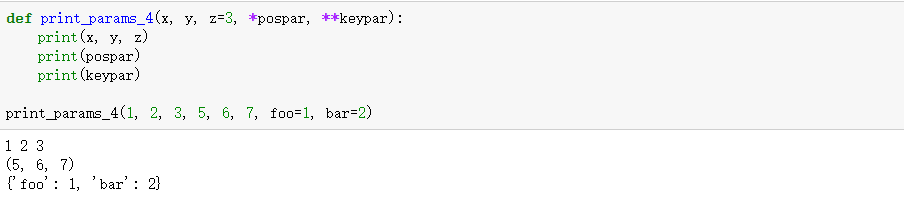 def print_params_4(x, y, z=3, *pospar, **keypar):
    print(x, y, z)
    print(pospar)
    print(keypar)
print_params_4(1, 2, 3, 5, 6, 7, foo=1, bar=2)
1 2 3
(5, 6, 7)
{'foo': 1, 'bar': 2}